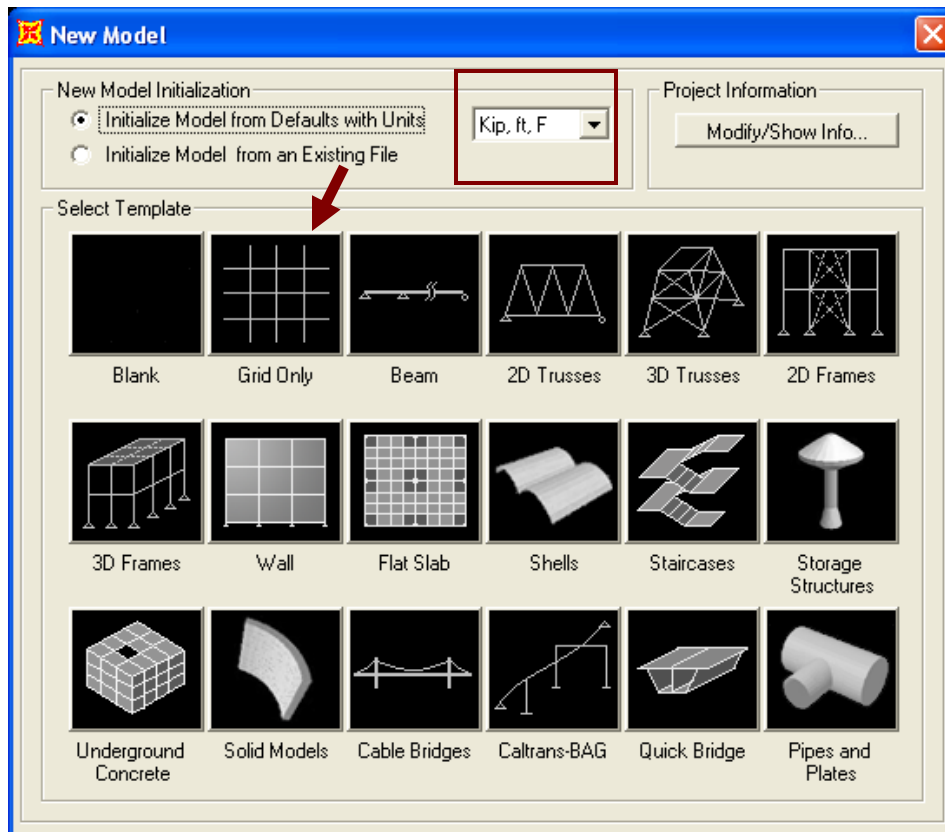 New Model
New Model Initialization
Initialize Model from Defaults with Units
Kip, ft, F
Initialize Model from an Existing File
Project Information
Modify/Show Info...
Select Template
Blank
Grid Only
Beam
2D Trusses
3D Trusses
2D Frames
3D Frames
Wall
Flat Slab
Shells
Staircases
Storage
Structures
Underground
Concrete
Solid Models
Cable Bridges
Caltrans-BAG
Quick Bridge
Pipes and
Plates